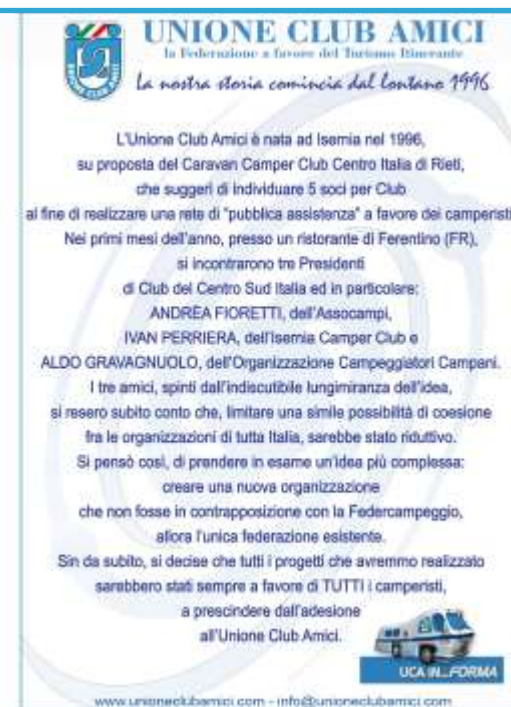 UNIONE CLUB AMICI
la Federazione a favore del Turismo Itinerante
La nostra storia comincia dal lontano 1996
UNIONE CLUB AMICI
L'Unione Club Amici è nata ad Isernia nel 1996,
su proposta del Caravan Camper Club Centro Italia di Rieti,
che suggerì di individuare 5 soci per Club
al fine di realizzare una rete di "pubblica assistenza" a favore dei camperisti.
Nei primi mesi dell'anno, presso un ristorante di Ferentino (FR),
si incontrarono tre Presidenti
di Club del Centro Sud Italia ed in particolare:
ANDREA FIORETTI, dell'Assocampi,
IVAN PERRIERA, dell'Isernia Camper Club e
ALDO GRAVAGNUOLO, dell'Organizzazione Campeggiatori Campani.
I tre amici, spinti dall'indiscutibile lungimiranza dell'idea,
si resero subito conto che, limitare una simile possibilità di coesione
fra le organizzazioni di tutta Italia, sarebbe stato riduttivo.
Si pensò così, di prendere in esame un'idea più complessa:
creare una nuova organizzazione
che non fosse in contrapposizione con la Federcampeggio,
allora l'unica federazione esistente.
Sin da subito, si decise che tutti i progetti che avremmo realizzato
sarebbero stati sempre a favore di TUTTI i camperisti,
a prescindere dall'adesione
all'Unione Club Amici.
UCA IN...FORMA
www.unioneclubamici.com - info@unioneclubamici.com